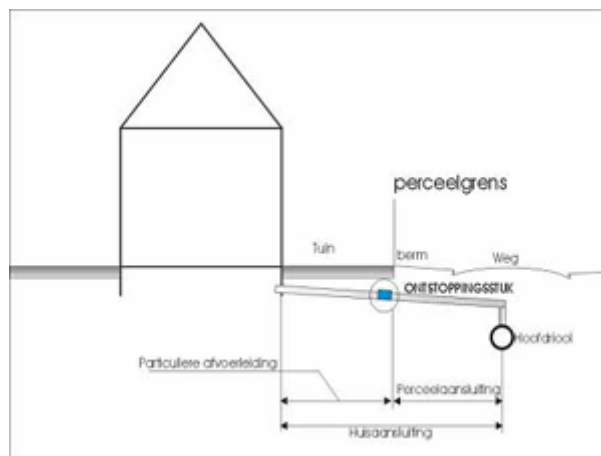 perceelgrens
Tuin
berm
Weg
ONTSTOPPINGSSTUK
Hoofdriool
Particuliere afvoerleiding
Perceelaansluiting
Huisaansluiting